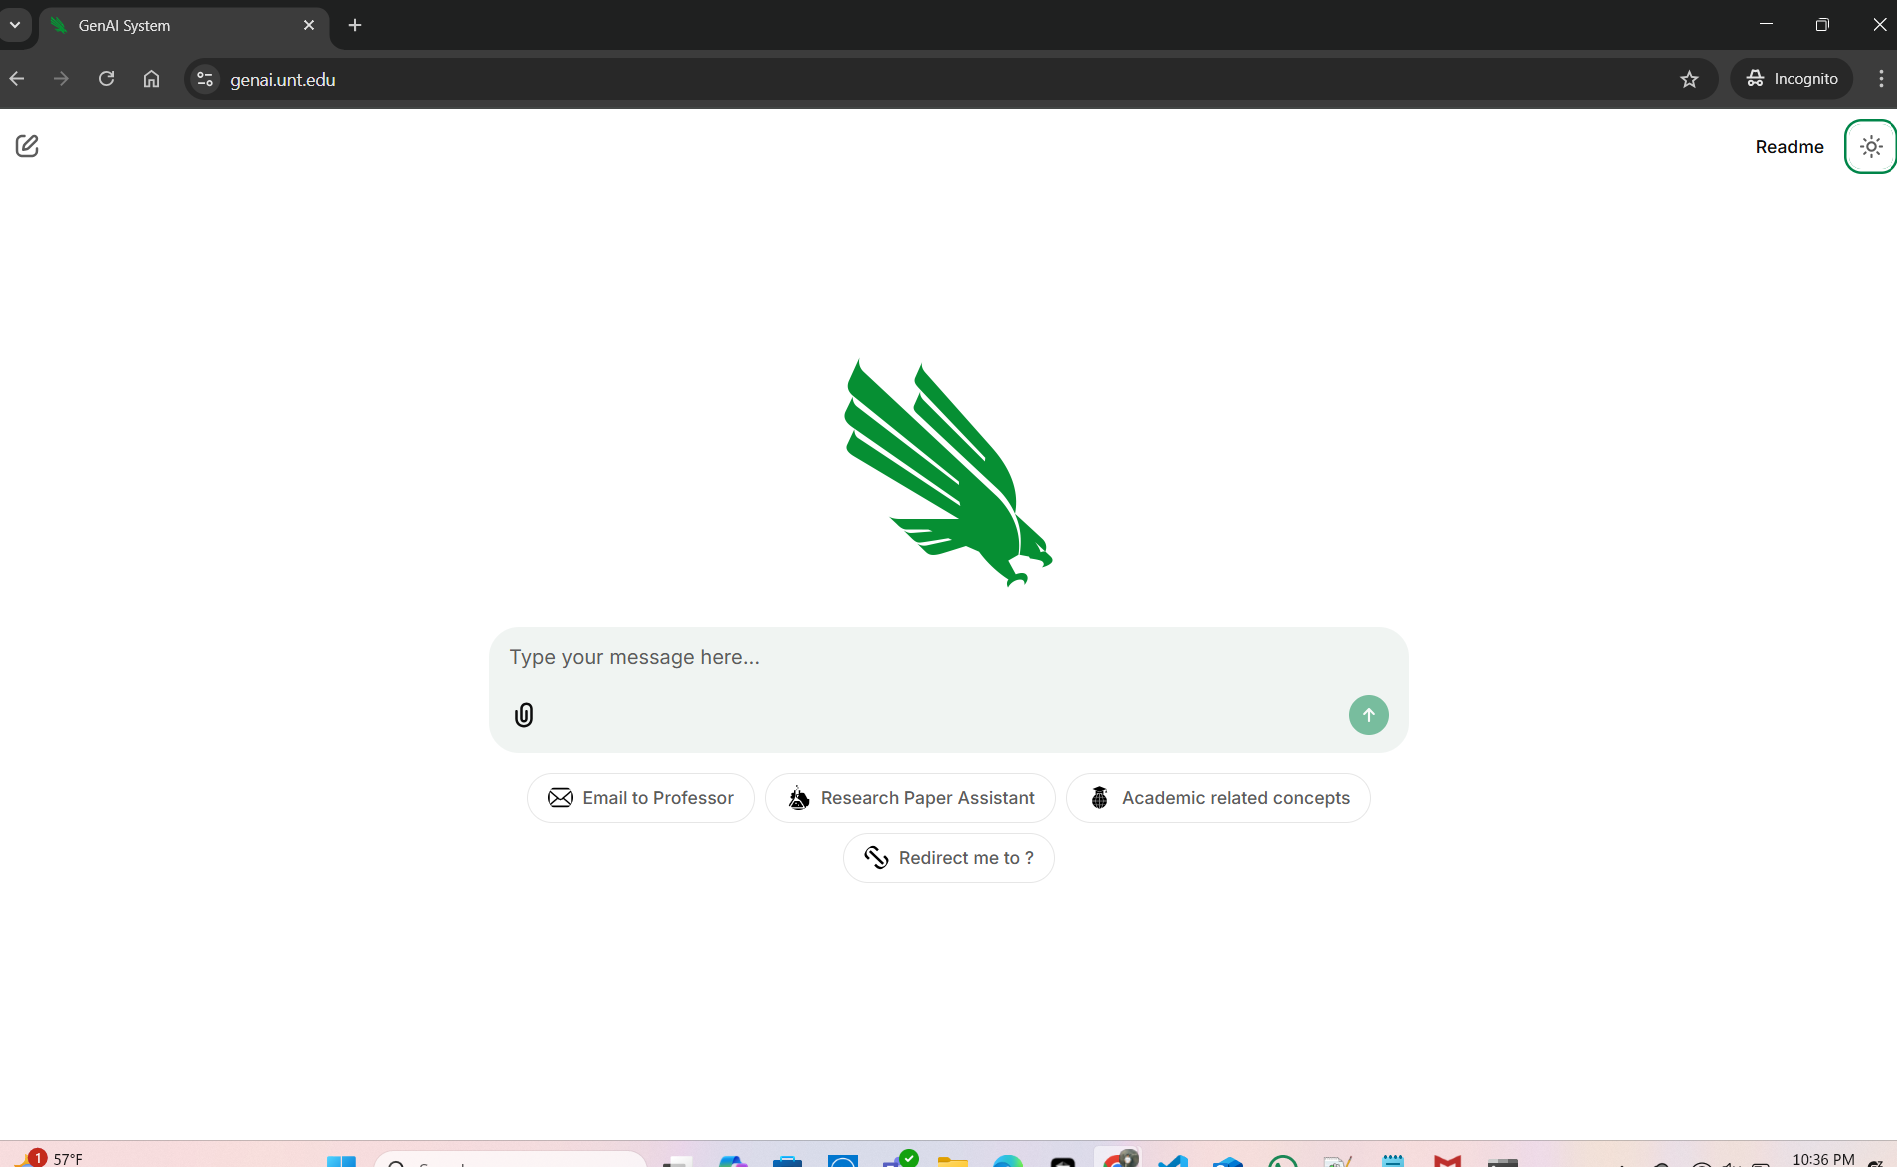 GenAI System
genai.unt.edu
Incognito
Readme
Type your message here...
Email to Professor
Research Paper Assistant
Academic related concepts
Redirect me to ?
1
57°F
10:36 PM